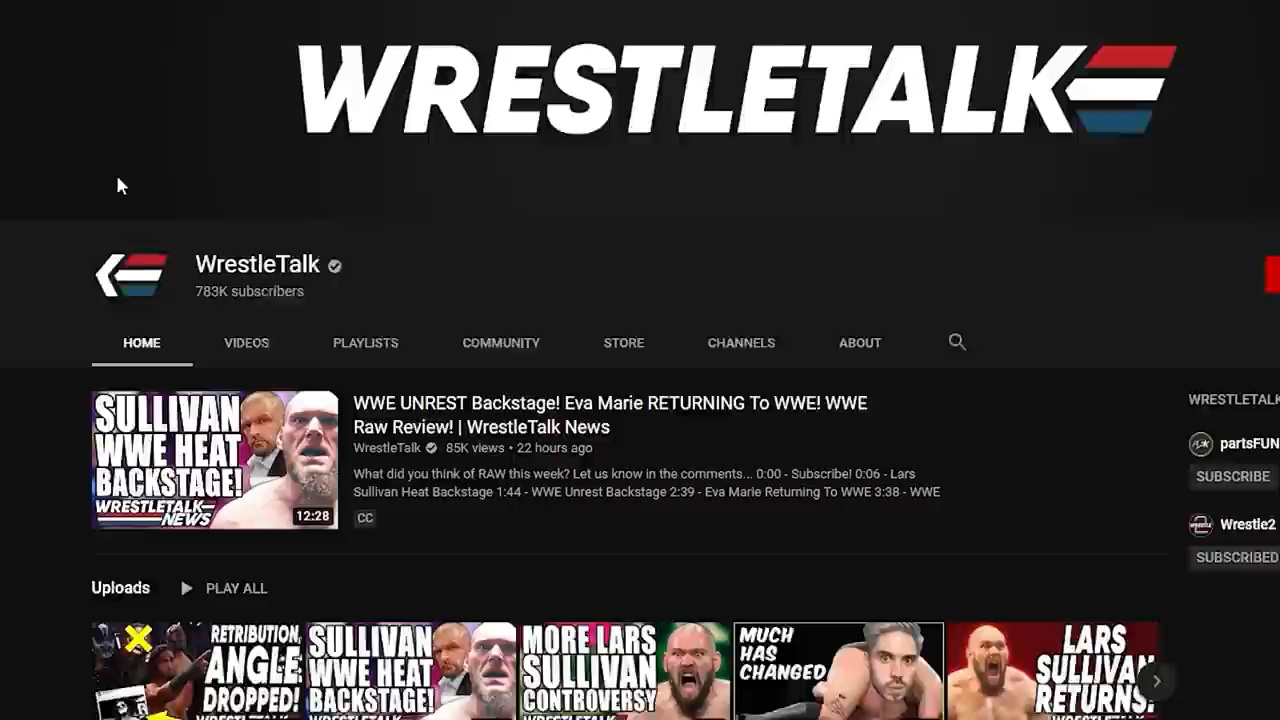 WRESTLETALK
WrestleTalk
783K subscribers
HOME
VIDEOS
PLAYLISTS
COMMUNITY
STORE
CHANNELS
ABOUT
SULLIVAN
WWE HEAT
BACKSTAGE!
WRESTLETALK
NEWS
12:28
WWE UNREST Backstage! Eva Marie RETURNING To WWE! WWE
Raw Review! | WrestleTalk News
WrestleTalk 85K views • 22 hours ago
What did you think of RAW this week? Let us know in the comments... 0:00 - Subscribe! 0:06 - Lars
Sullivan Heat Backstage 1:44 - WWE Unrest Backstage 2:39 - Eva Marie Returning To WWE 3:38 - WWE
CC
WRESTLETALK
partsFUN
SUBSCRIBE
Wrestle2
SUBSCRIBED
Uploads
PLAY ALL
RETRIBUTION
ANGLE
DROPPED!
SULLIVAN
WWE HEAT
BACKSTAGE!
MORE LARS
SULLIVAN
CONTROVERSY
MUCH
HAS
CHANGED
LARS
SULLIVAN
RETURNS!